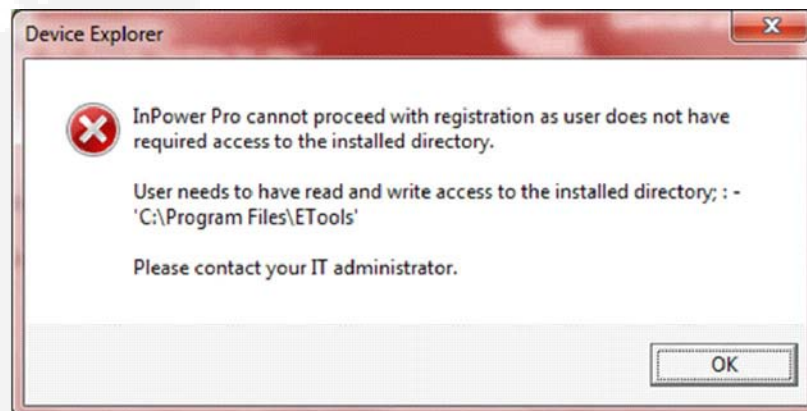 Device Explorer
InPower Pro cannot proceed with registration as user does not have
required access to the installed directory.
User needs to have read and write access to the installed directory; : -
'C:\Program Files\ETools'
Please contact your IT administrator.
OK